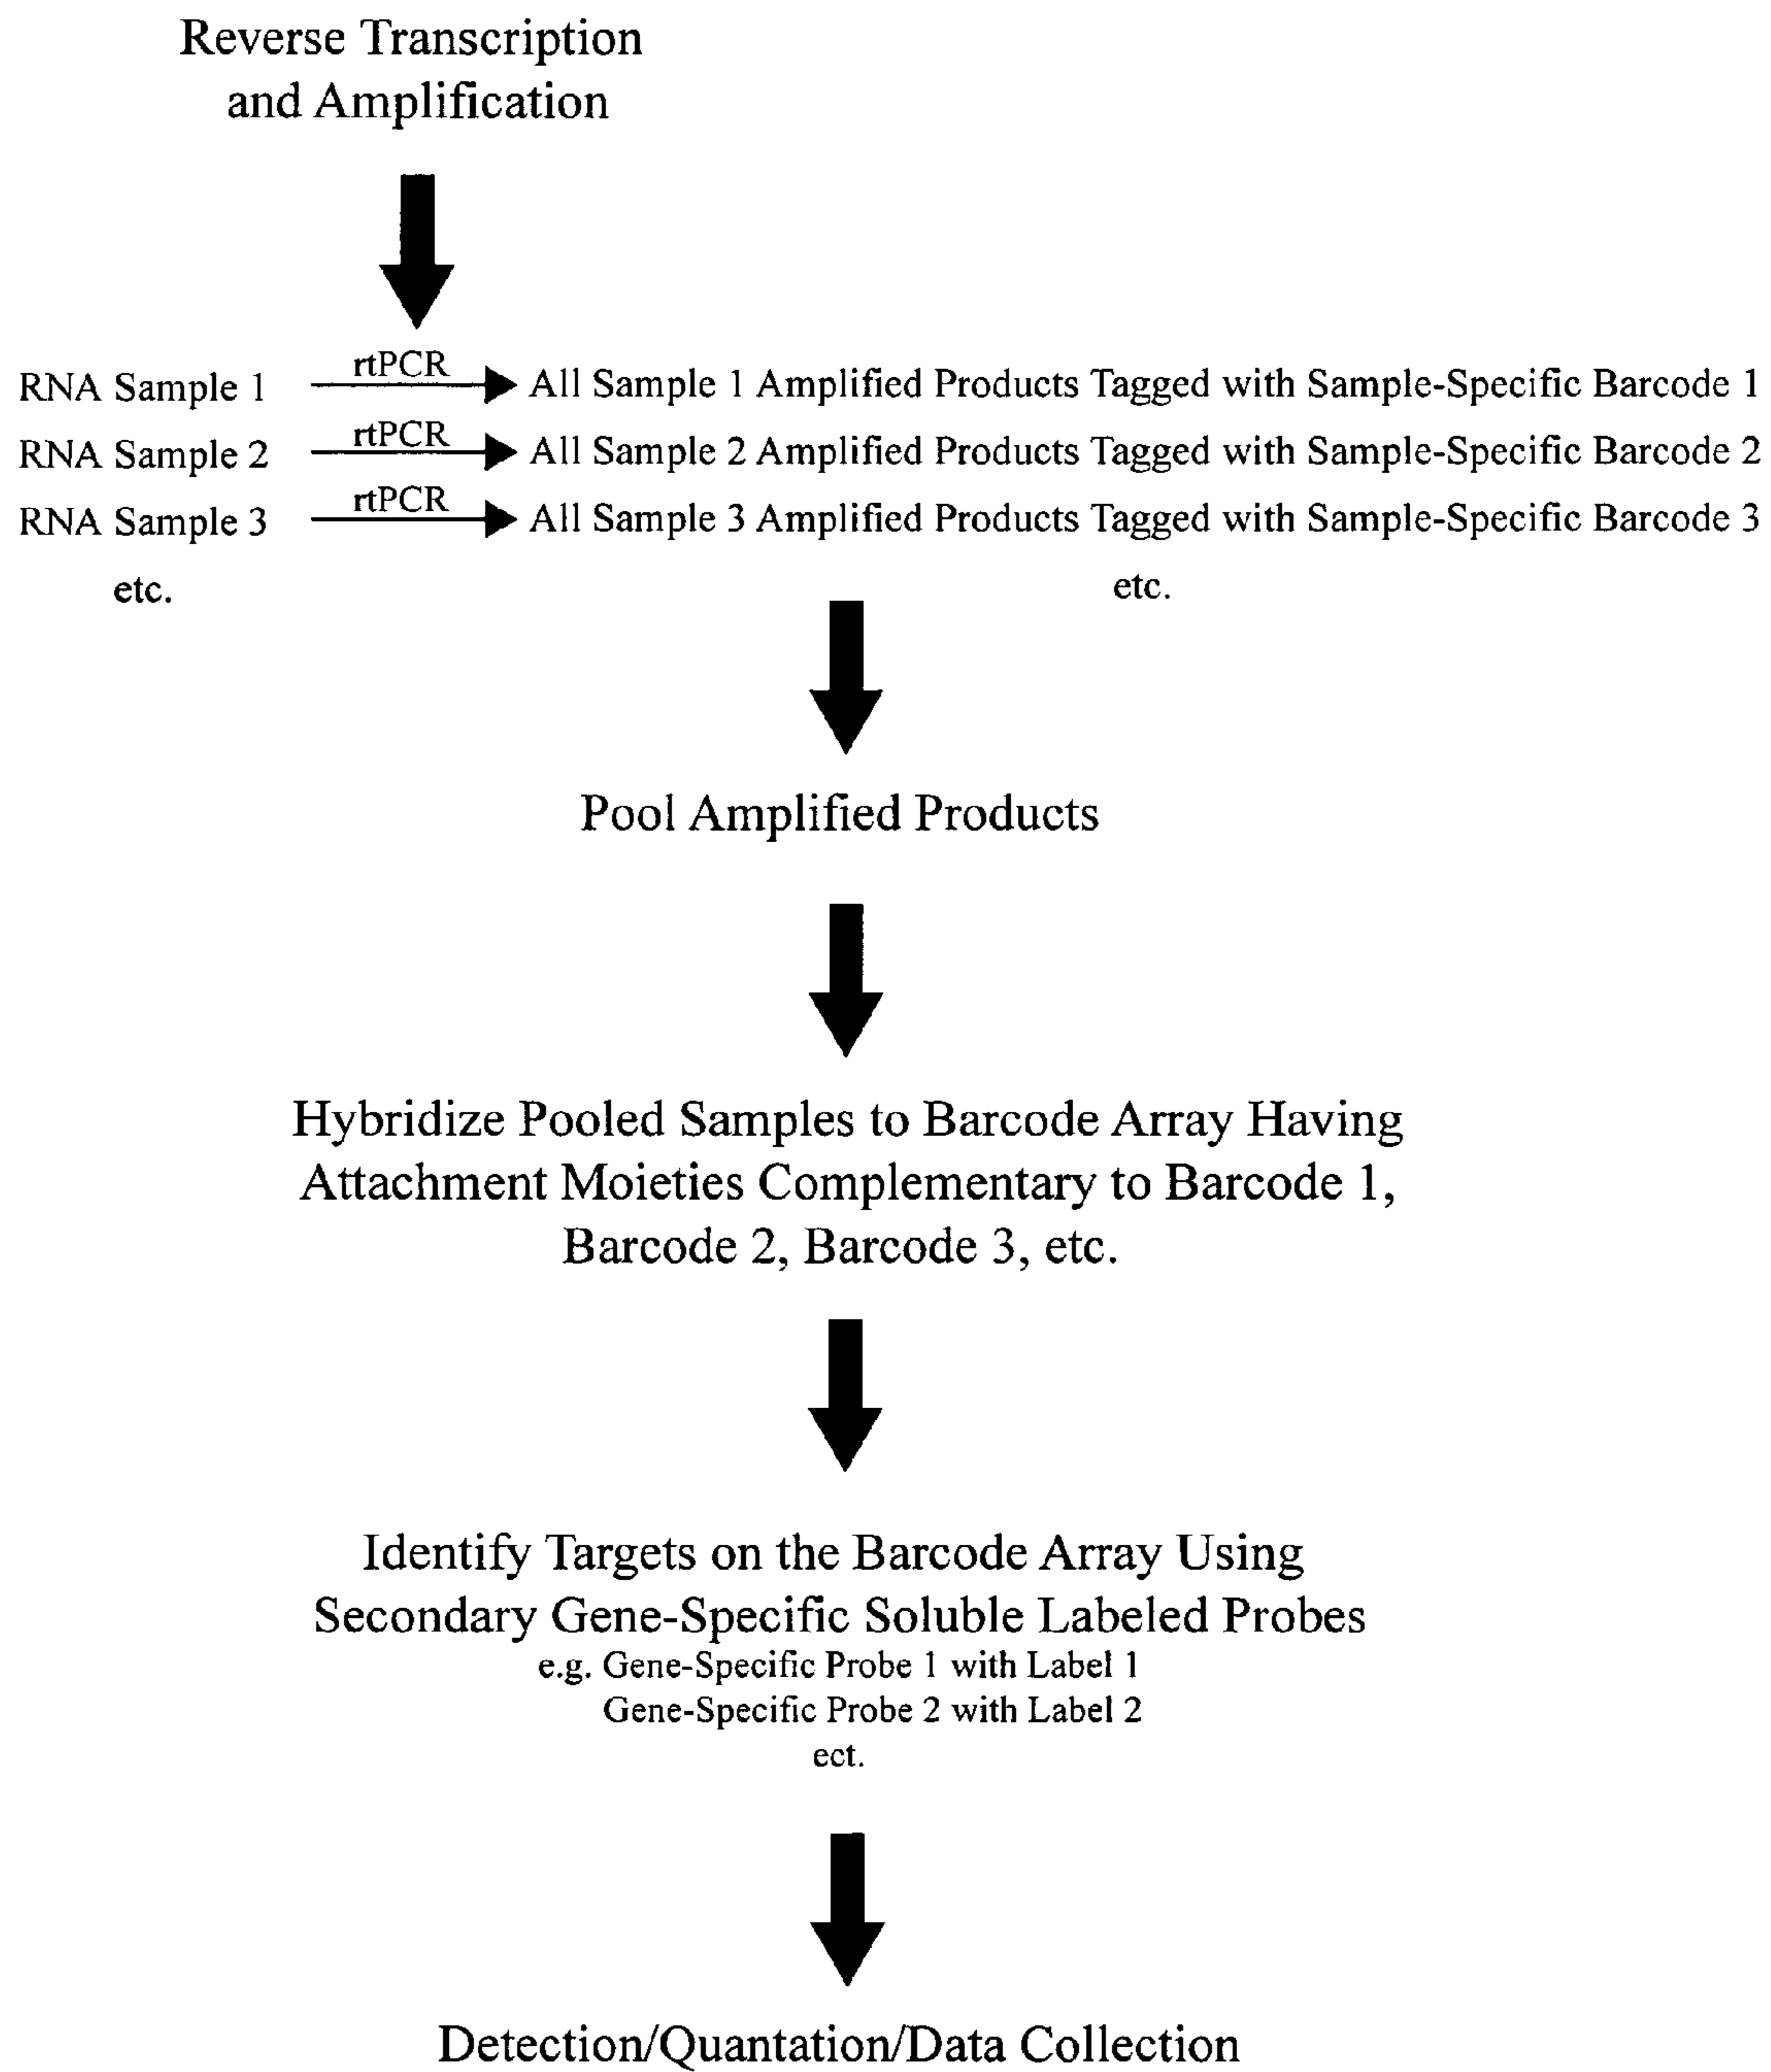 Reverse Transcription
and Amplification
RNA Sample 1 rtPCR All Sample 1 Amplified Products Tagged with Sample-Specific Barcode 1
RNA Sample 2 rtPCR All Sample 2 Amplified Products Tagged with Sample-Specific Barcode 2
RNA Sample 3 rtPCR All Sample 3 Amplified Products Tagged with Sample-Specific Barcode 3
etc. etc.
Pool Amplified Products
Hybridize Pooled Samples to Barcode Array Having
Attachment Moieties Complementary to Barcode 1,
Barcode 2, Barcode 3, etc.
Identify Targets on the Barcode Array Using
Secondary Gene-Specific Soluble Labeled Probes
e.g. Gene-Specific Probe 1 with Label 1
Gene-Specific Probe 2 with Label 2
ect.
Detection/Quantation/Data Collection